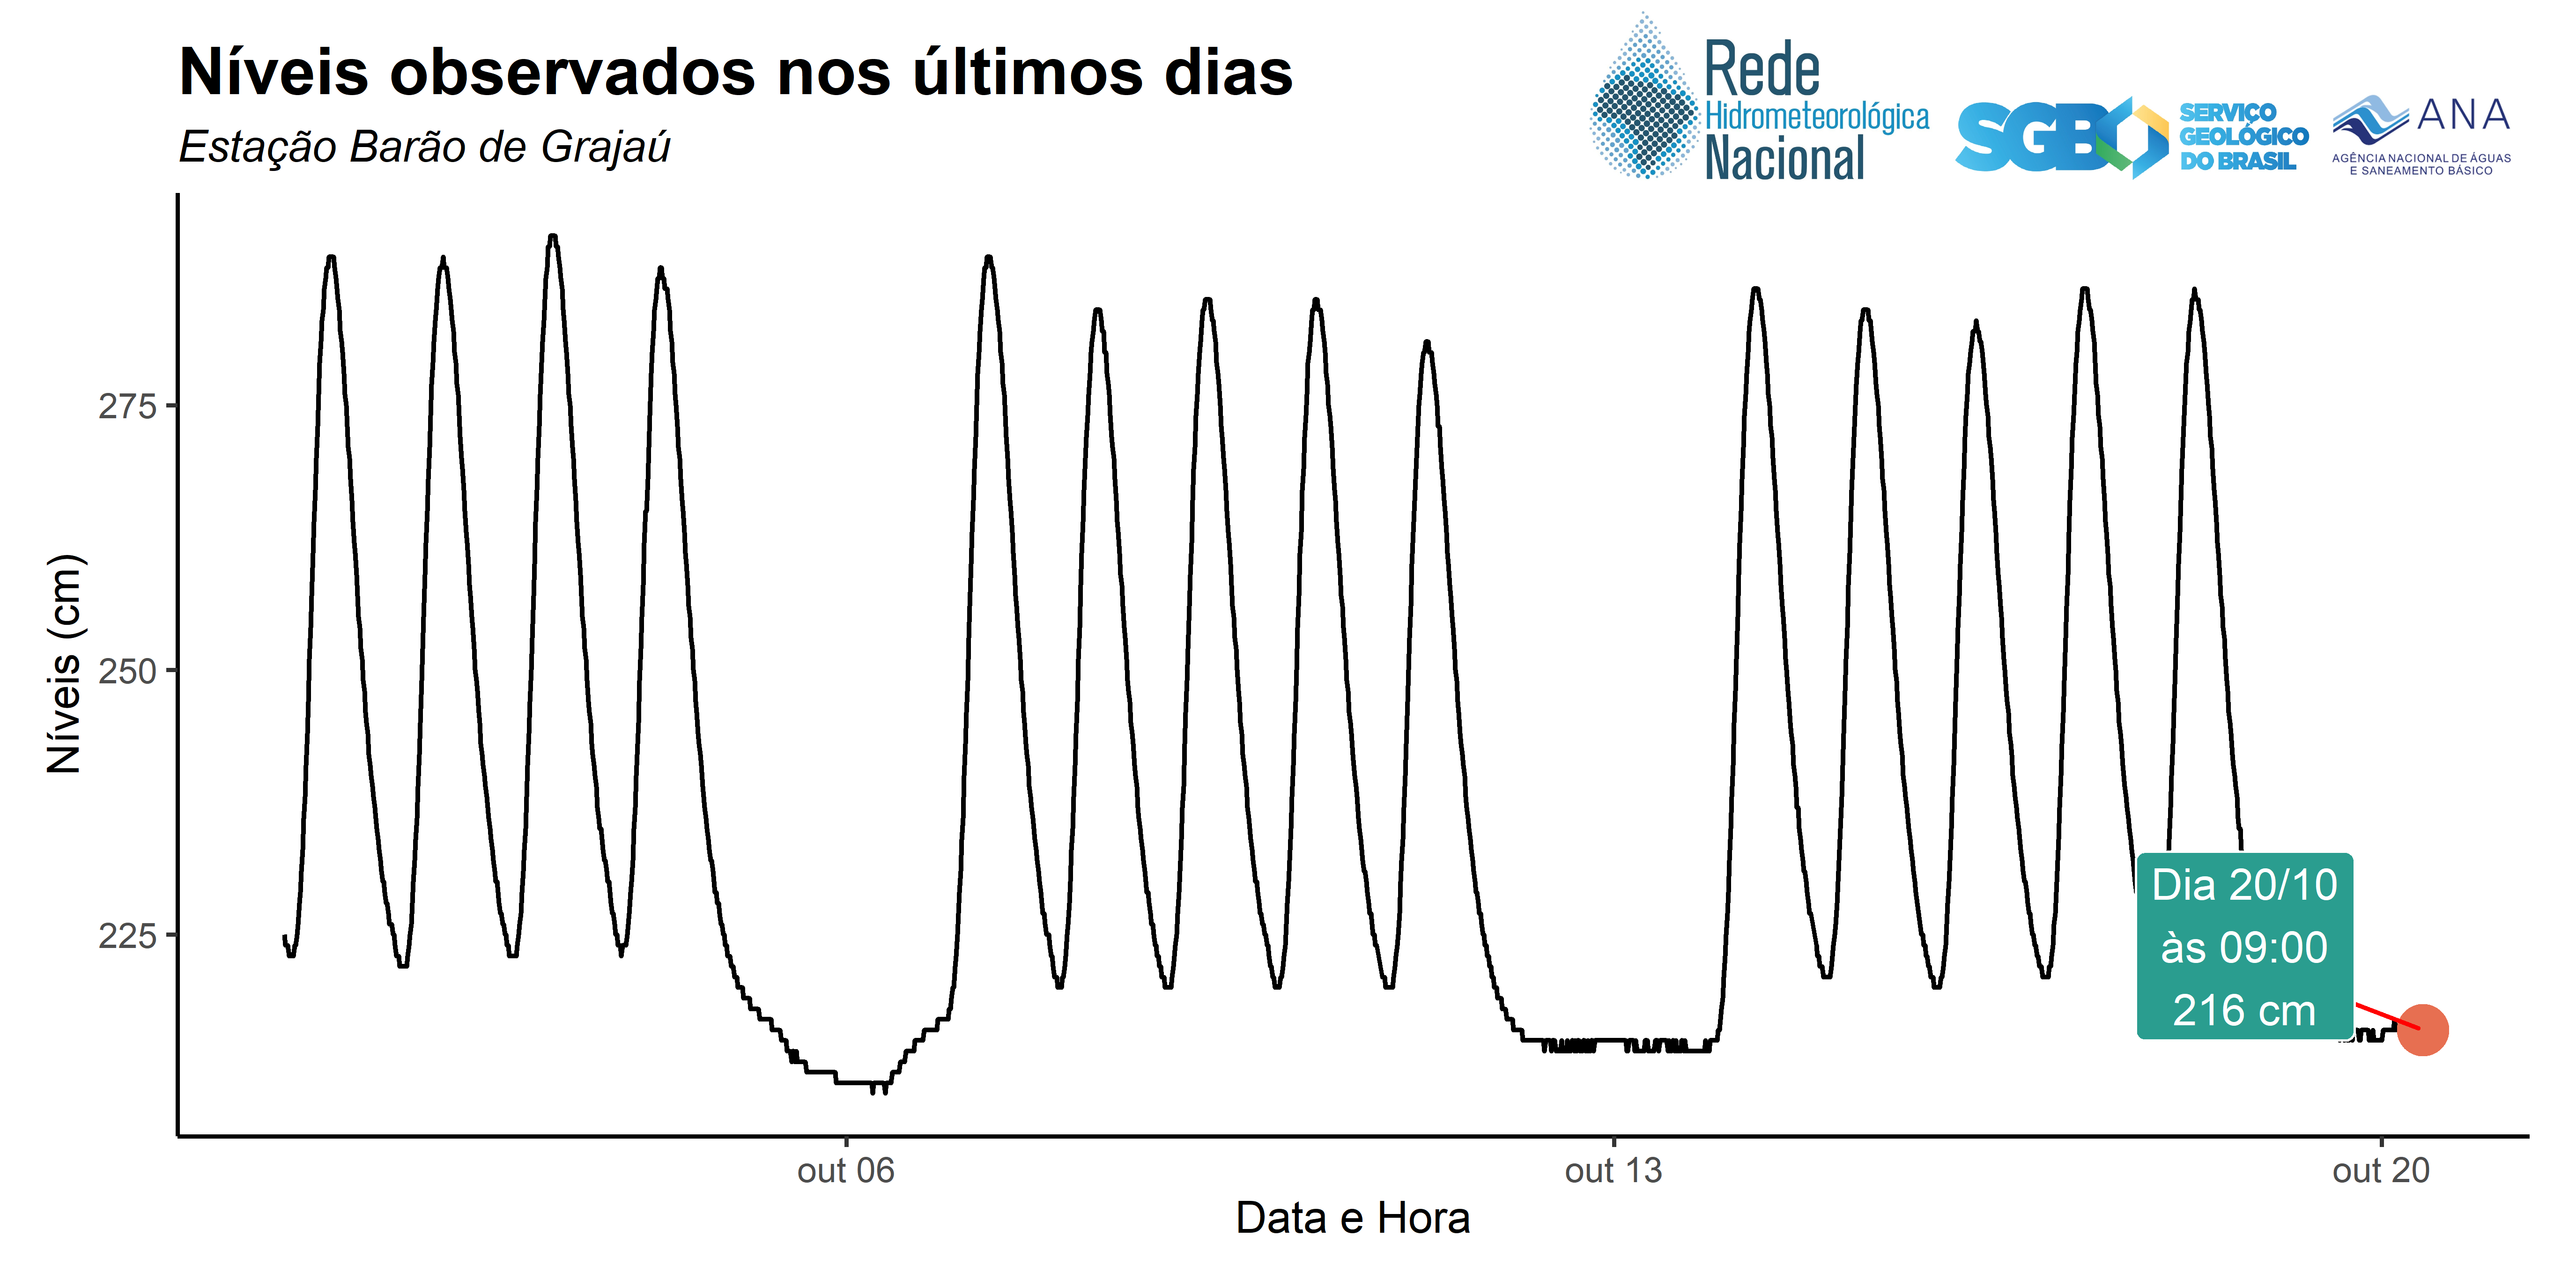 Níveis observados nos últimos dias
Estação Barão de Grajaú
Rede
Hidrometeorológica
Nacional
SGB
SERVIÇO
GEOLÓGICO
DO BRASIL
ANA
AGÊNCIA NACIONAL DE ÁGUAS
E SANEAMENTO BÁSICO
Níveis (cm)
275
250
225
Dia 20/10
às 09:00
216 cm
out 06
out 13
out 20
Data e Hora